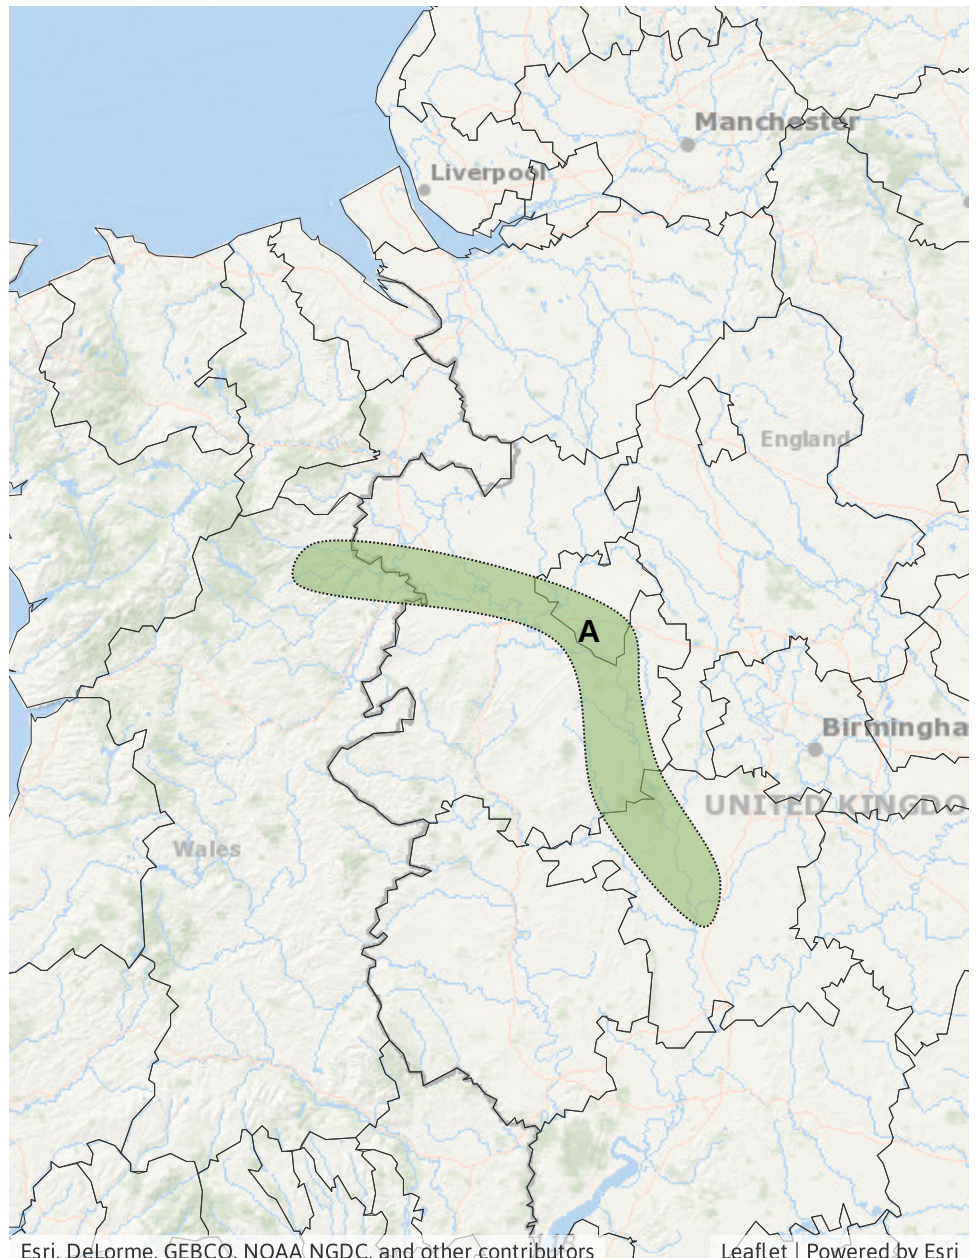 Manchester
Liverpool
England
A
Birmingha
UNITED KINGDO
Wales
Esri, DeLorme, GEBCO, NOAA NGDC, and other contributors
Leaflet | Powered by Esri